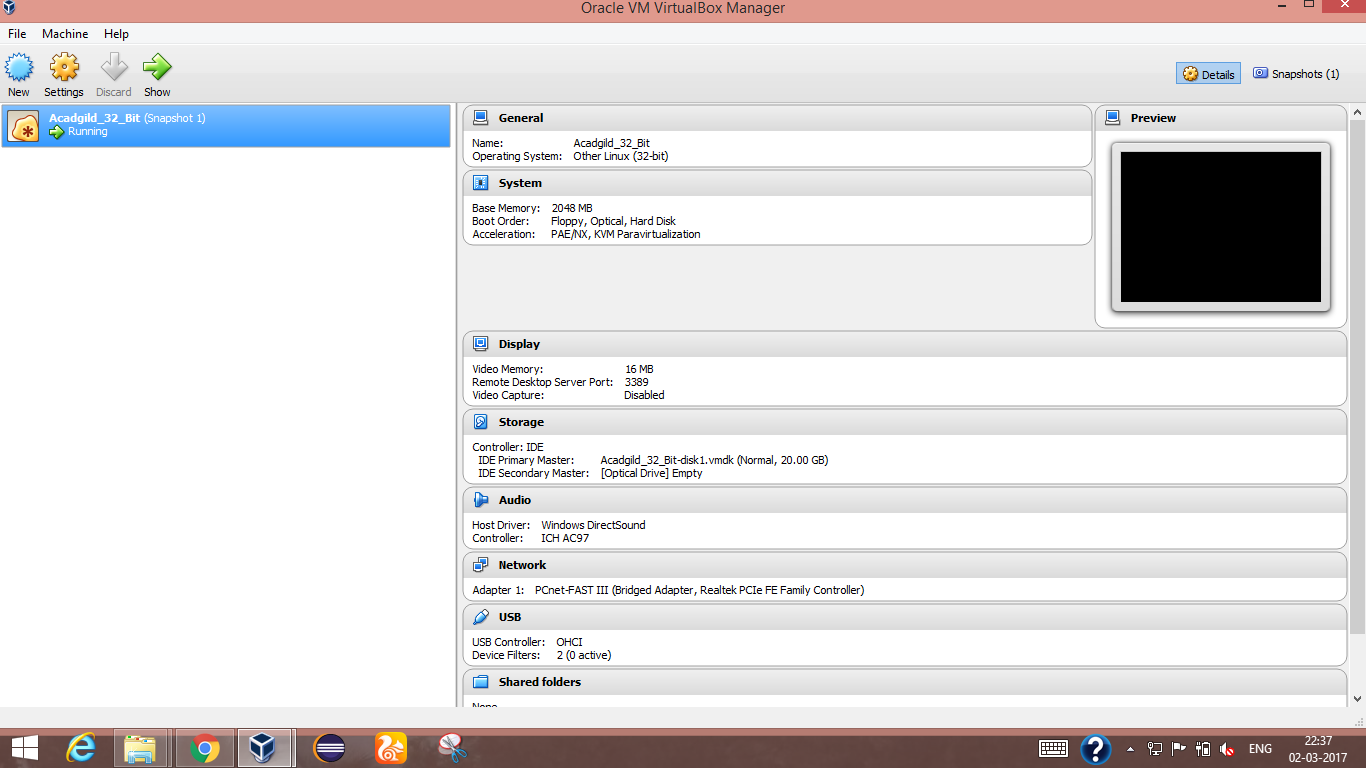 Oracle VM VirtualBox Manager
File Machine Help
New Settings Discard Show
Details Snapshots (1)
Acadgild_32_Bit (Snapshot 1)
Running
General
Name: Acadgild_32_Bit
Operating System: Other Linux (32-bit)
Preview
System
Base Memory: 2048 MB
Boot Order: Floppy, Optical, Hard Disk
Acceleration: PAE/NX, KVM Paravirtualization
Display
Video Memory: 16 MB
Remote Desktop Server Port: 3389
Video Capture: Disabled
Storage
Controller: IDE
IDE Primary Master: Acadgild_32_Bit-disk1.vmdk (Normal, 20.00 GB)
IDE Secondary Master: [Optical Drive] Empty
Audio
Host Driver: Windows DirectSound
Controller: ICH AC97
Network
Adapter 1: PCnet-FAST III (Bridged Adapter, Realtek PCIe FE Family Controller)
USB
USB Controller: OHCI
Device Filters: 2 (0 active)
Shared folders
None
ENG
22:37
02-03-2017